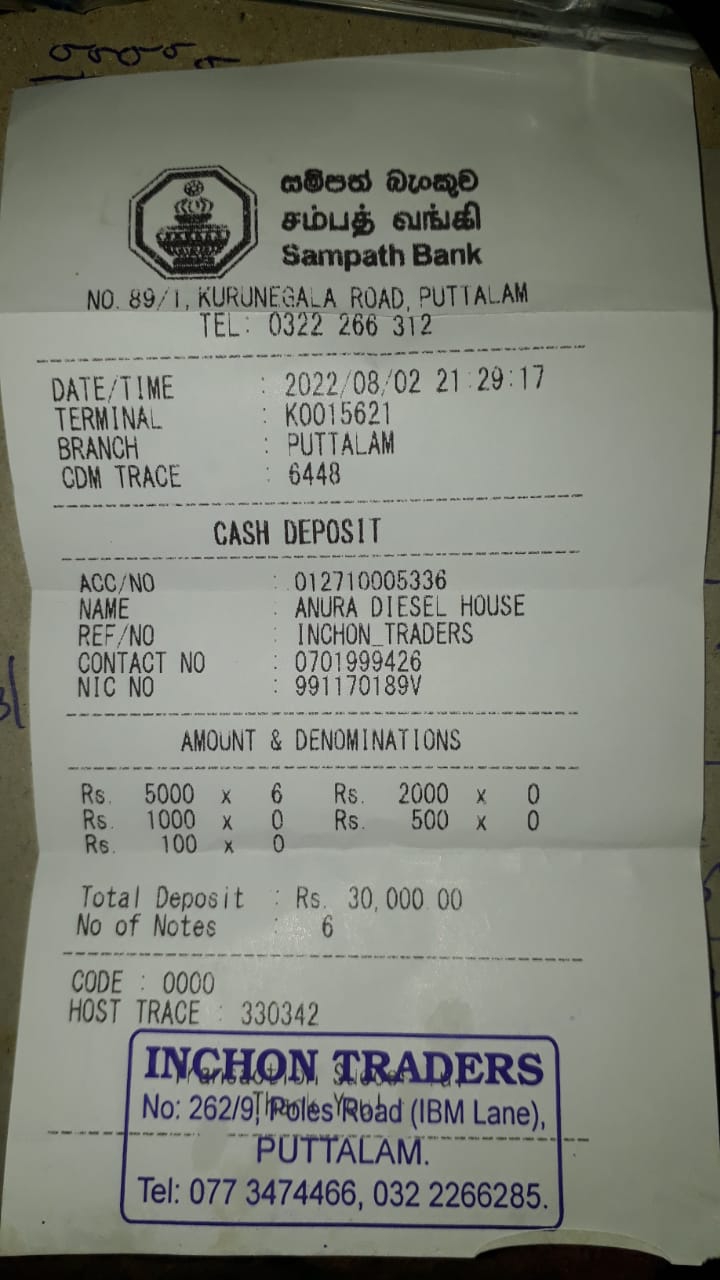 සම්පත් බැංකුව
சம்பத் வங்கி
Sampath Bank
NO. 89/1, KURUNEGALA ROAD, PUTTALAM
TEL: 0322 266 312
DATE/TIME : 2022/08/02 21:29:17
TERMINAL : K0015621
BRANCH : PUTTALAM
CDM TRACE : 6448
CASH DEPOSIT
ACC/NO : 012710005336
NAME : ANURA DIESEL HOUSE
REF/NO : INCHON_TRADERS
CONTACT NO : 0701999426
NIC NO : 991170189V
AMOUNT & DENOMINATIONS
Rs. 5000 x 6 Rs. 2000 x 0
Rs. 1000 x 0 Rs. 500 x 0
Rs. 100 x 0
Total Deposit : Rs. 30,000.00
No of Notes : 6
CODE : 0000
HOST TRACE : 330342
INCHON TRADERS
Transaction
Thank You!
No: 262/9, Poles Road (IBM Lane),
PUTTALAM.
Tel: 077 3474466, 032 2266285.